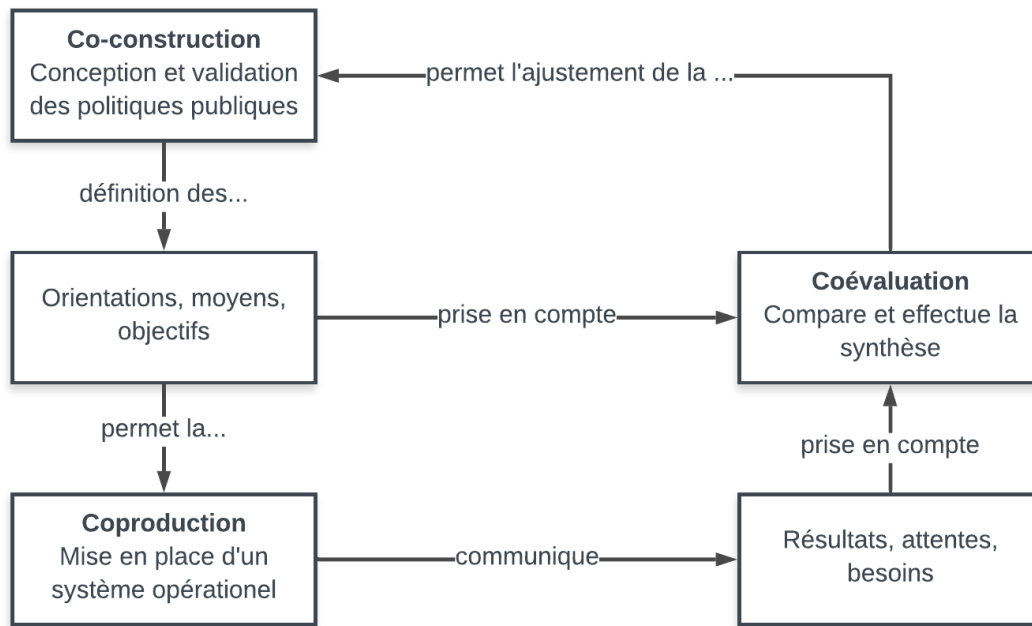 Co-construction
Conception et validation
des politiques publiques
permet l'ajustement de la ...
définition des...
Orientations, moyens,
objectifs
prise en compte
Coévaluation
Compare et effectue la
synthèse
permet la...
prise en compte
Coproduction
Mise en place d'un
système opérationel
communique
Résultats, attentes,
besoins